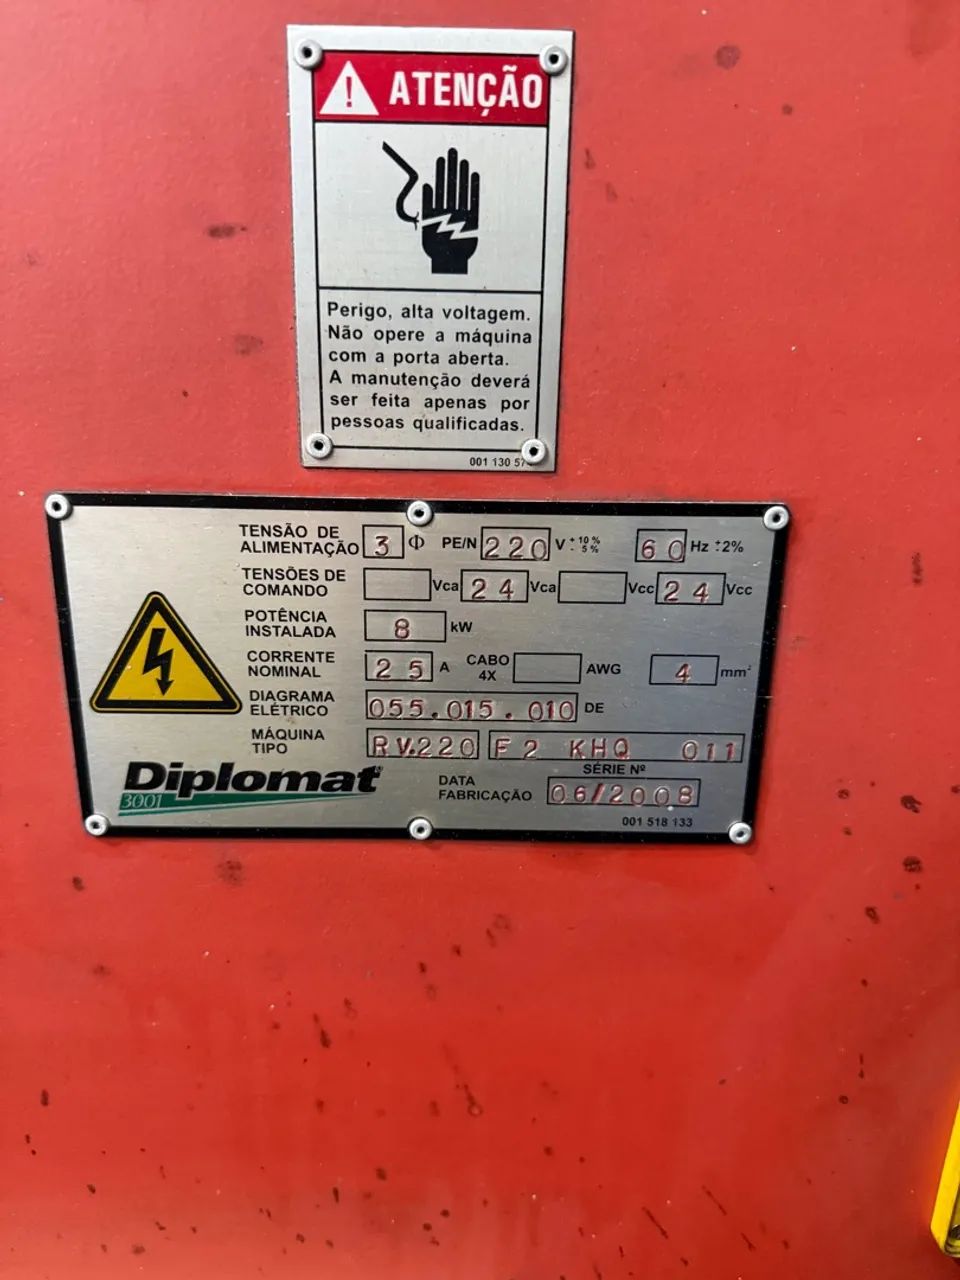 ATENÇÃO
Perigo, alta voltagem.
Não opere a máquina
com a porta aberta.
A manutenção deverá
ser feita apenas por
pessoas qualificadas.
001 130 57
TENSÃO DE ALIMENTAÇÃO 3 Φ PE/N 220 V +10% -5% 60 Hz ±2%
TENSÕES DE COMANDO Vca 24 Vca Vcc 24 Vcc
POTÊNCIA INSTALADA 8 kW
CORRENTE NOMINAL 25 A CABO 4X AWG 4 mm²
DIAGRAMA ELÉTRICO 055.015.010 DE
MÁQUINA TIPO RV.220 F2 KHQ 011
SÉRIE Nº
Diplomat®
3001
DATA FABRICAÇÃO 06/2008
001 518 133